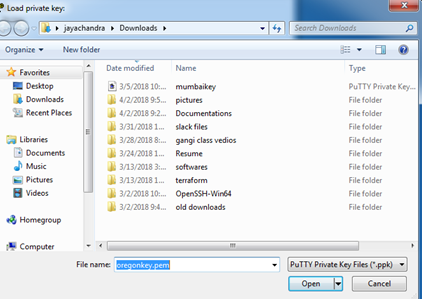 Load private key:
jayachandra ▸ Downloads ▸
Search Downloads
Organize
New folder
Favorites
Desktop
Downloads
Recent Places
Libraries
Documents
Music
Pictures
Videos
Homegroup
Computer
Date modified Name Type
3/5/2018 10:... mumbaikey PuTTY Private Key...
4/2/2018 9:5... pictures File folder
4/2/2018 9:2... Documentations File folder
3/31/2018 1... slack files File folder
3/28/2018 8:... gangi class vedios File folder
3/24/2018 1... Resume File folder
3/13/2018 3:... softwares File folder
3/13/2018 1... terraform File folder
3/2/2018 10:... OpenSSH-Win64 File folder
3/2/2018 9:4... old downloads File folder
File name: oregonkey.pem PuTTY Private Key Files (*.ppk)
Open Cancel